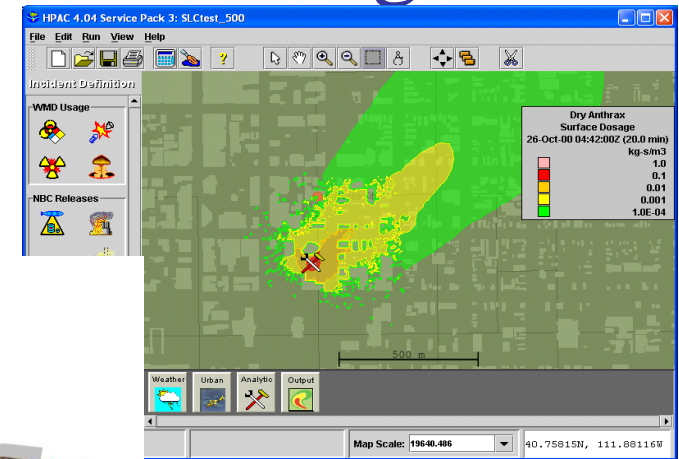 HPAC 4.04 Service Pack 3: SLCtest_500
File Edit Run View Help
Incident Definition
WMD Usage
NBC Releases
Dry Anthrax
Surface Dosage
26-Oct-00 04:42:00Z (20.0 min)
kg-s/m3
1.0
0.1
0.01
0.001
1.0E-04
500 m
Weather Urban Analytic Output
Map Scale: 19640.486
40.75815N, 111.88116W